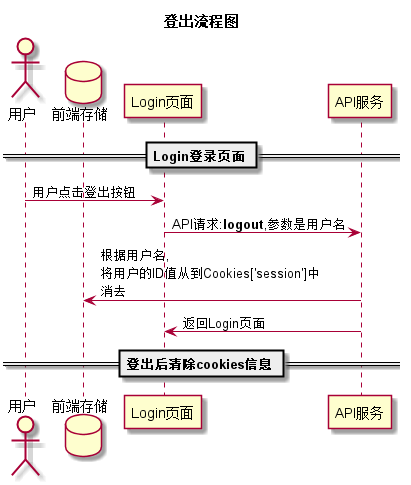 登出流程图
用户
前端存储
Login页面
API服务
Login登录页面
用户点击登出按钮
API请求:logout,参数是用户名
根据用户名,
将用户的ID值从到Cookies['session']中
消去
返回Login页面
登出后清除cookies信息
用户
前端存储
Login页面
API服务